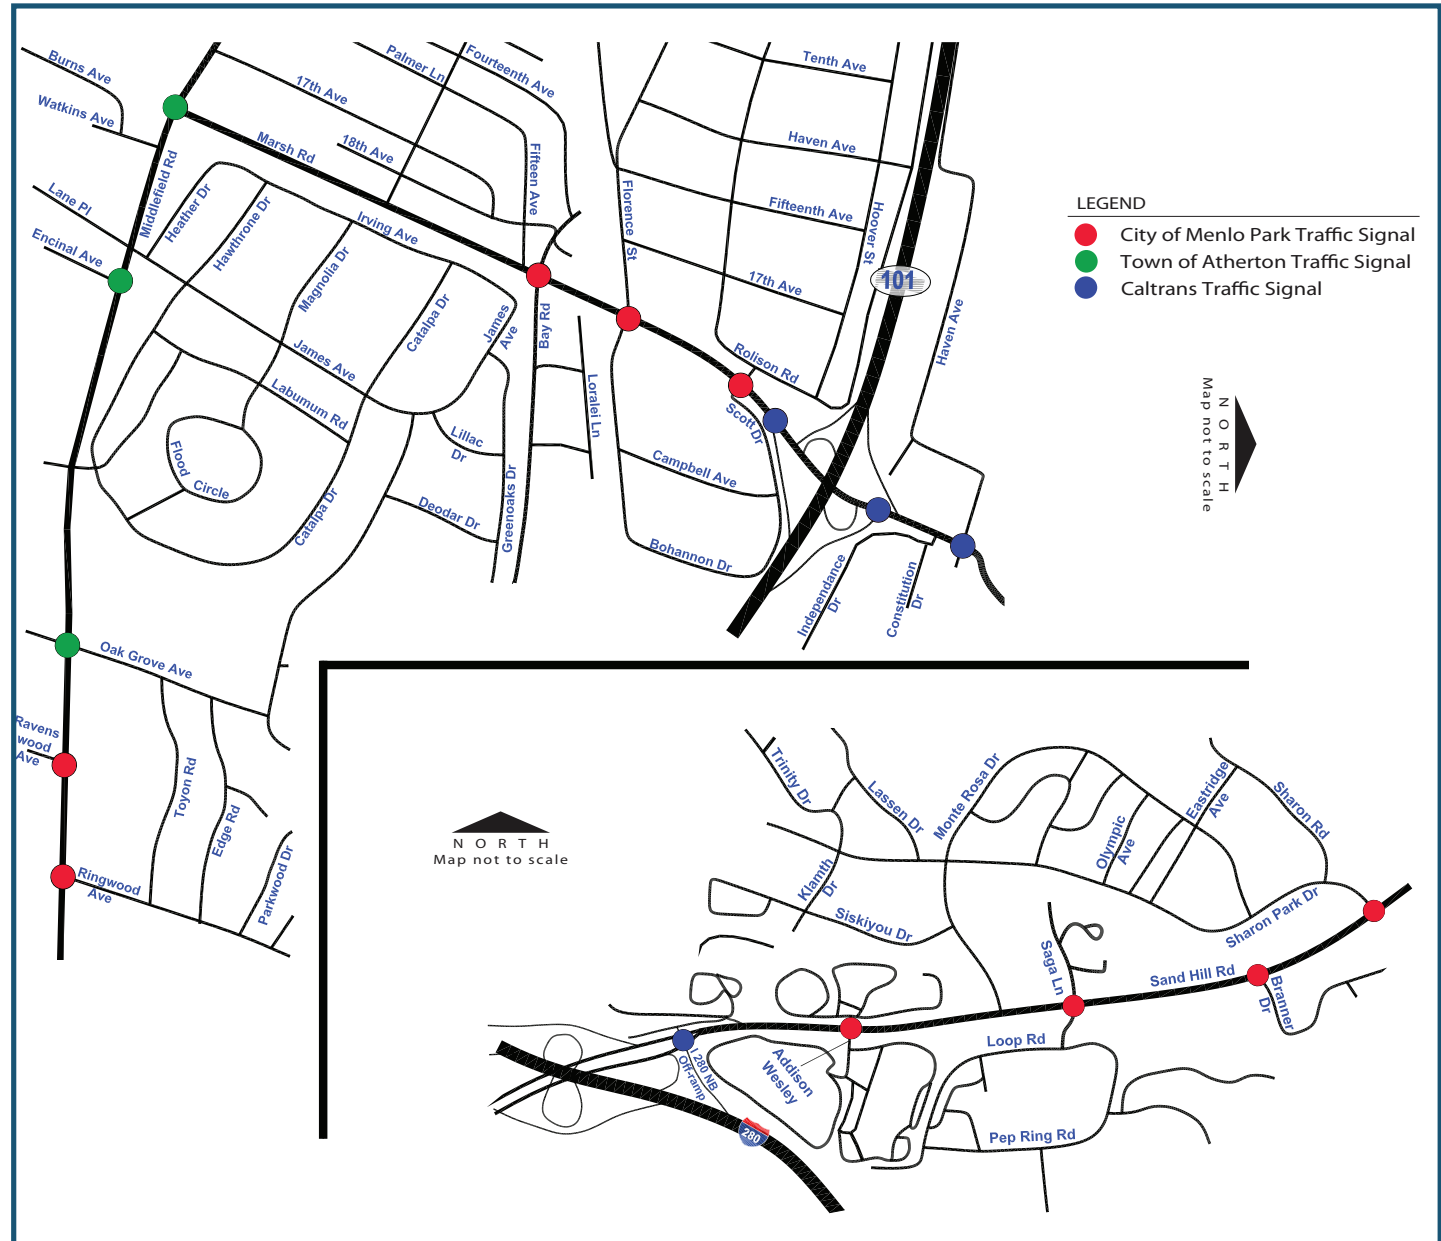 Burns Ave
Watkins Ave
Lane Pl
Encinal Ave
Middlefield Rd
Heather Dr
Hawthrone Dr
Marsh Rd
17th Ave
18th Ave
Palmer Ln
Fourteenth Ave
Fifteen Ave
Irving Ave
Magnolia Dr
Catalpa Dr
James
Ave
Bay Rd
James Ave
Labumum Rd
Flood
Circle
Catalpa Dr
Lillac
Dr
Deodar Dr
Greenoaks Dr
Loralei Ln
Florence St
Tenth Ave
Haven Ave
Fifteenth Ave
Hoover St
17th Ave
101
Haven Ave
Rolison Rd
Scott Dr
Campbell Ave
Bohannon Dr
Independance
Dr
Constitution
Dr
LEGEND
City of Menlo Park Traffic Signal
Town of Atherton Traffic Signal
Caltrans Traffic Signal
NORTH
Map not to scale
Oak Grove Ave
Ravens
wood
Ave
Toyon Rd
Edge Rd
Parkwood Dr
Ringwood
Ave
NORTH
Map not to scale
Trinity Dr
Lassen Dr
Monte Rosa Dr
Klamth
Dr
Siskiyou Dr
Olympic
Ave
Eastridge
Ave
Sharon Rd
Sharon Park Dr
Saga Ln
Sand Hill Rd
Branner
Dr
Loop Rd
Addison
Wesley
I 280 NB
Off-ramp
280
Pep Ring Rd